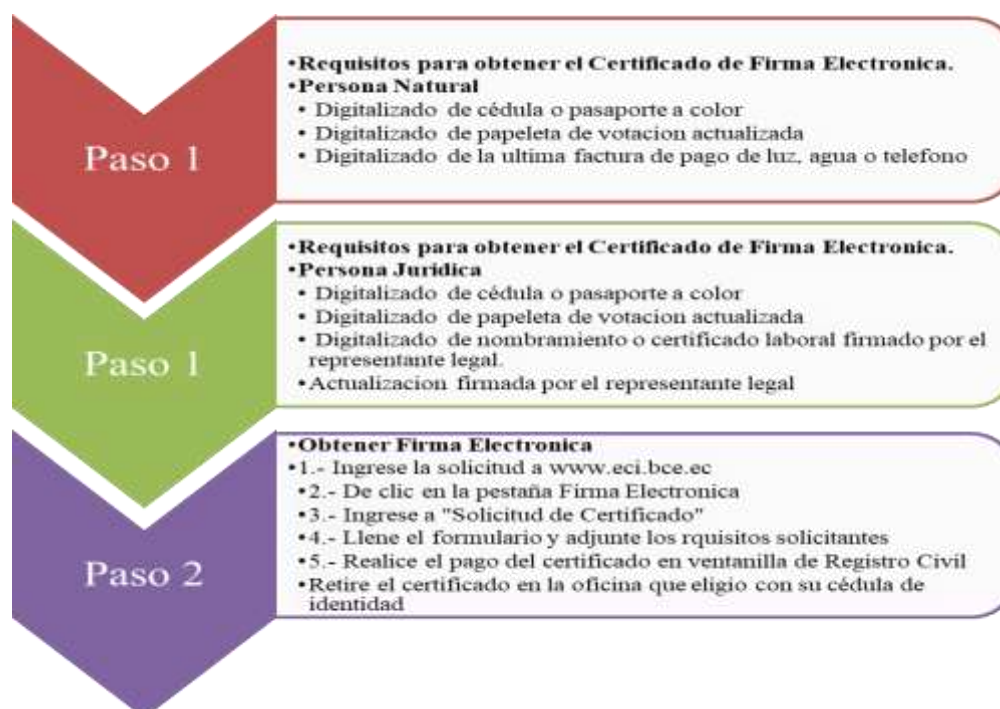 Paso 1
•Requisitos para obtener el Certificado de Firma Electronica.
•Persona Natural
• Digitalizado de cédula o pasaporte a color
• Digitalizado de papeleta de votacion actualizada
• Digitalizado de la ultima factura de pago de luz, agua o telefono
Paso 1
•Requisitos para obtener el Certificado de Firma Electronica.
•Persona Juridica
• Digitalizado de cédula o pasaporte a color
• Digitalizado de papeleta de votacion actualizada
• Digitalizado de nombramiento o certificado laboral firmado por el
representante legal.
•Actualizacion firmada por el representante legal
Paso 2
•Obtener Firma Electronica
•1.- Ingrese la solicitud a www.eci.bce.ec
•2.- De clic en la pestaña Firma Electronica
•3.- Ingrese a "Solicitud de Certificado"
•4.- Llene el formulario y adjunte los rquisitos solicitantes
•5.- Realice el pago del certificado en ventanilla de Registro Civil
•Retire el certificado en la oficina que eligio con su cédula de
identidad